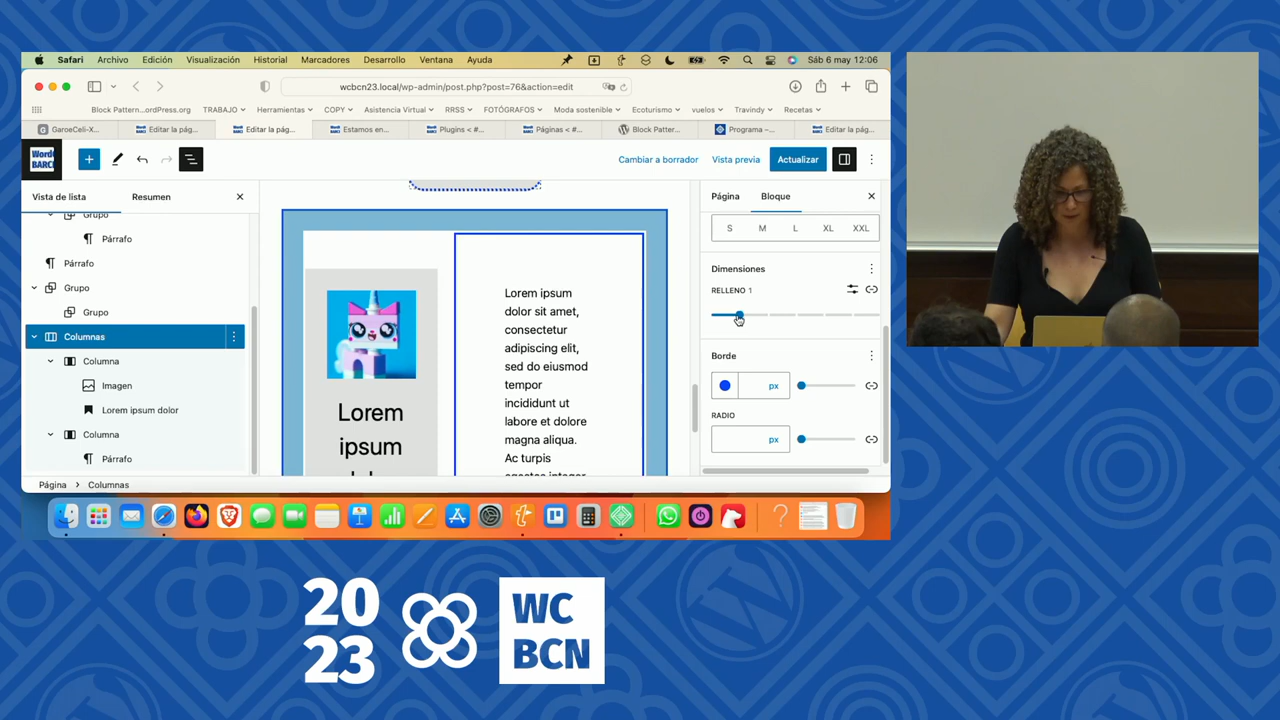 Safari Archivo Edición Visualización Historial Marcadores Desarrollo Ventana Ayuda Sáb 6 may 12:06
wcbcn23.local/wp-admin/post.php?post=76&action=edit
Block Pattern...ordPress.org TRABAJO Herramientas COPY Asistencia Virtual RRSS FOTÓGRAFOS Moda sostenible Ecoturismo vuelos Travindy Recetas
GaroeCeli-X... Editar la pág... Editar la pág... Estamos en... Plugins < #... Páginas < #... Block Patter... Programa –... Editar la pág...
Cambiar a borrador Vista previa Actualizar
Vista de lista Resumen
Grupo
Párrafo
Párrafo
Grupo
Grupo
Columnas
Columna
Imagen
Lorem ipsum dolor
Columna
Párrafo
Lorem
ipsum
Lorem ipsum
dolor sit amet,
consectetur
adipiscing elit,
sed do eiusmod
tempor
incididunt ut
labore et dolore
magna aliqua.
Ac turpis
egestas integer
Página Bloque
S M L XL XXL
Dimensiones
RELLENO 1
Borde
px
RADIO
px
Página > Columnas
20
23
WC
BCN